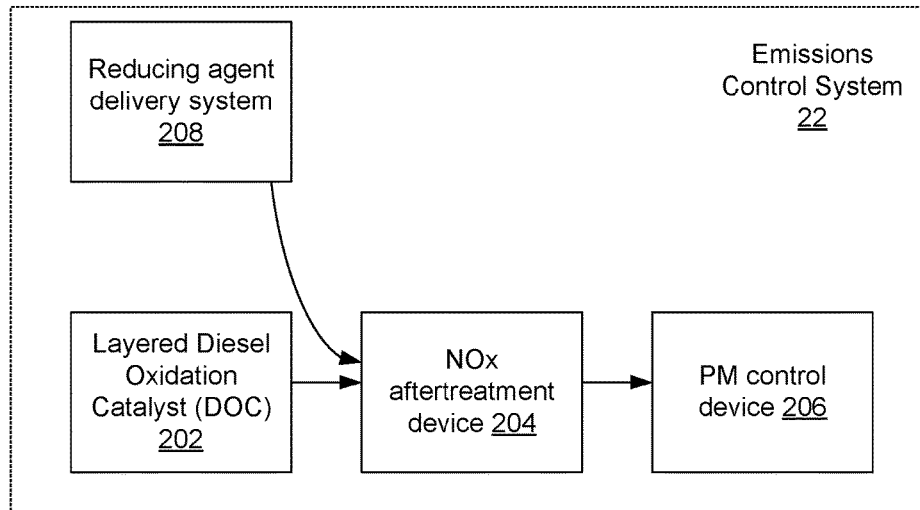 Reducing agent
delivery system
208
Emissions
Control System
22
Layered Diesel
Oxidation
Catalyst (DOC)
202
NOx
aftertreatment
device 204
PM control
device 206